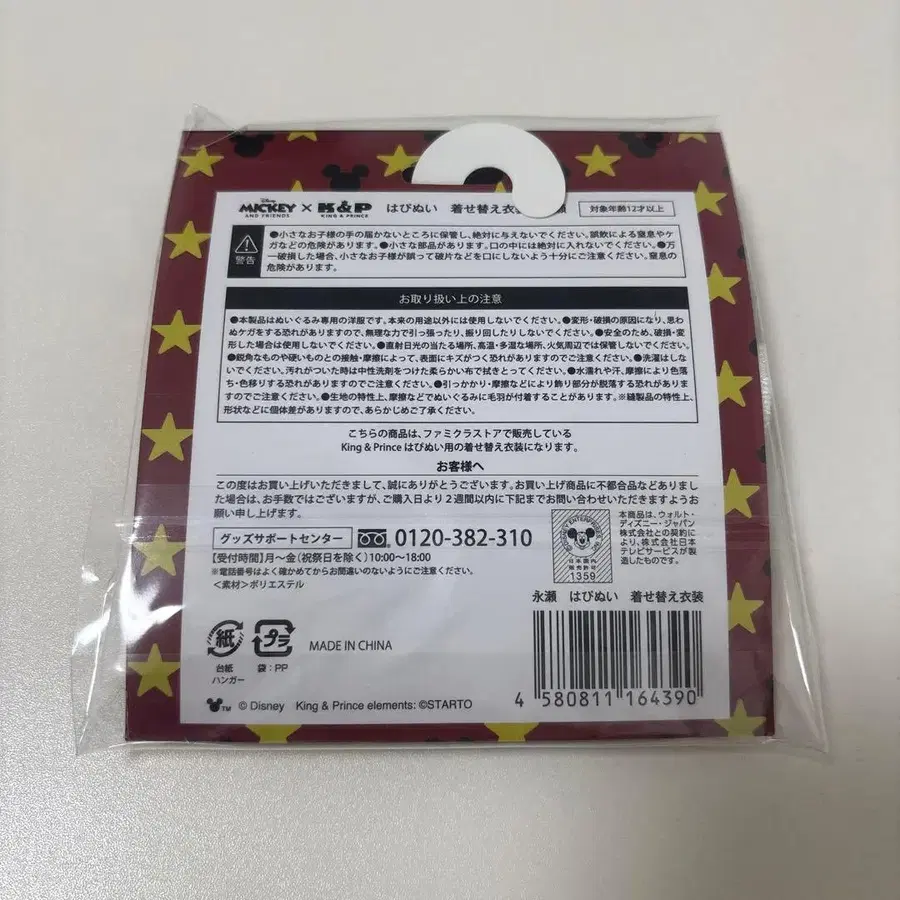 Disney
MICKEY
AND FRIENDS
×
K&P
KING & PRINCE
はぴぬい 着せ替え衣装
瀬
対象年齢12才以上
警告
●小さなお子様の手の届かないところに保管し、絶対に与えないでください。誤飲による窒息やケ
ガなどの危険があります。●小さな部品があります。口の中には絶対に入れないでください。●万
一破損した場合、小さなお子様が誤って破片などを口にしないよう十分にご注意ください。窒息の
危険があります。
お取り扱い上の注意
●本製品はぬいぐるみ専用の洋服です。本来の用途以外には使用しないでください。●変形・破損の原因になり、思わ
ぬケガをする恐れがありますので、無理な力で引っ張ったり、振り回したりしないでください。●安全のため、破損・変
形した場合は使用しないでください。●直射日光の当たる場所、高温・多湿な場所、火気周辺では保管しないでください。
●鋭角なものや硬いものとの接触・摩擦によって、表面にキズがつく恐れがありますのでご注意ください。●洗濯はしな
いでください。汚れがついた時は中性洗剤をつけた柔らかい布で拭きとってください。●水濡れや汗、摩擦により色落
ち・色移りする恐れがありますのでご注意ください。●引っかかり・摩擦などにより飾り部分が脱落する恐れがあります
のでご注意ください。●生地の特性上、摩擦などでぬいぐるみに毛羽が付着することがあります。※縫製品の特性上、
形状などに個体差がありますので、あらかじめご了承ください。
こちらの商品は、ファミクラストアで販売している
King & Prince はぴぬい用の着せ替え衣装になります。
お客様へ
この度はお買い上げいただきまして、誠にありがとうございます。お買い上げ商品に不都合品などありまし
た場合は、お手数ではございますが、ご購入日より2週間以内に下記までお問い合わせいただきますようお
願い申し上げます。
グッズサポートセンター 0120-382-310
【受付時間】月〜金(祝祭日を除く)10:00〜18:00
※電話番号はよく確かめてからお間違いのないようにご注意ください。
<素材>ポリエステル
ENTERPRISE
日本国内
販売許可
1359
本商品は、ウォルト・
ディズニー・ジャパン
株式会社との契約に
より、株式会社日本
テレビサービスが製造
したものです。
永瀬 はぴぬい 着せ替え衣装
紙
台紙
ハンガー
プラ
袋:PP
MADE IN CHINA
4 580811 164390
TM © Disney King & Prince elements: ©STARTO